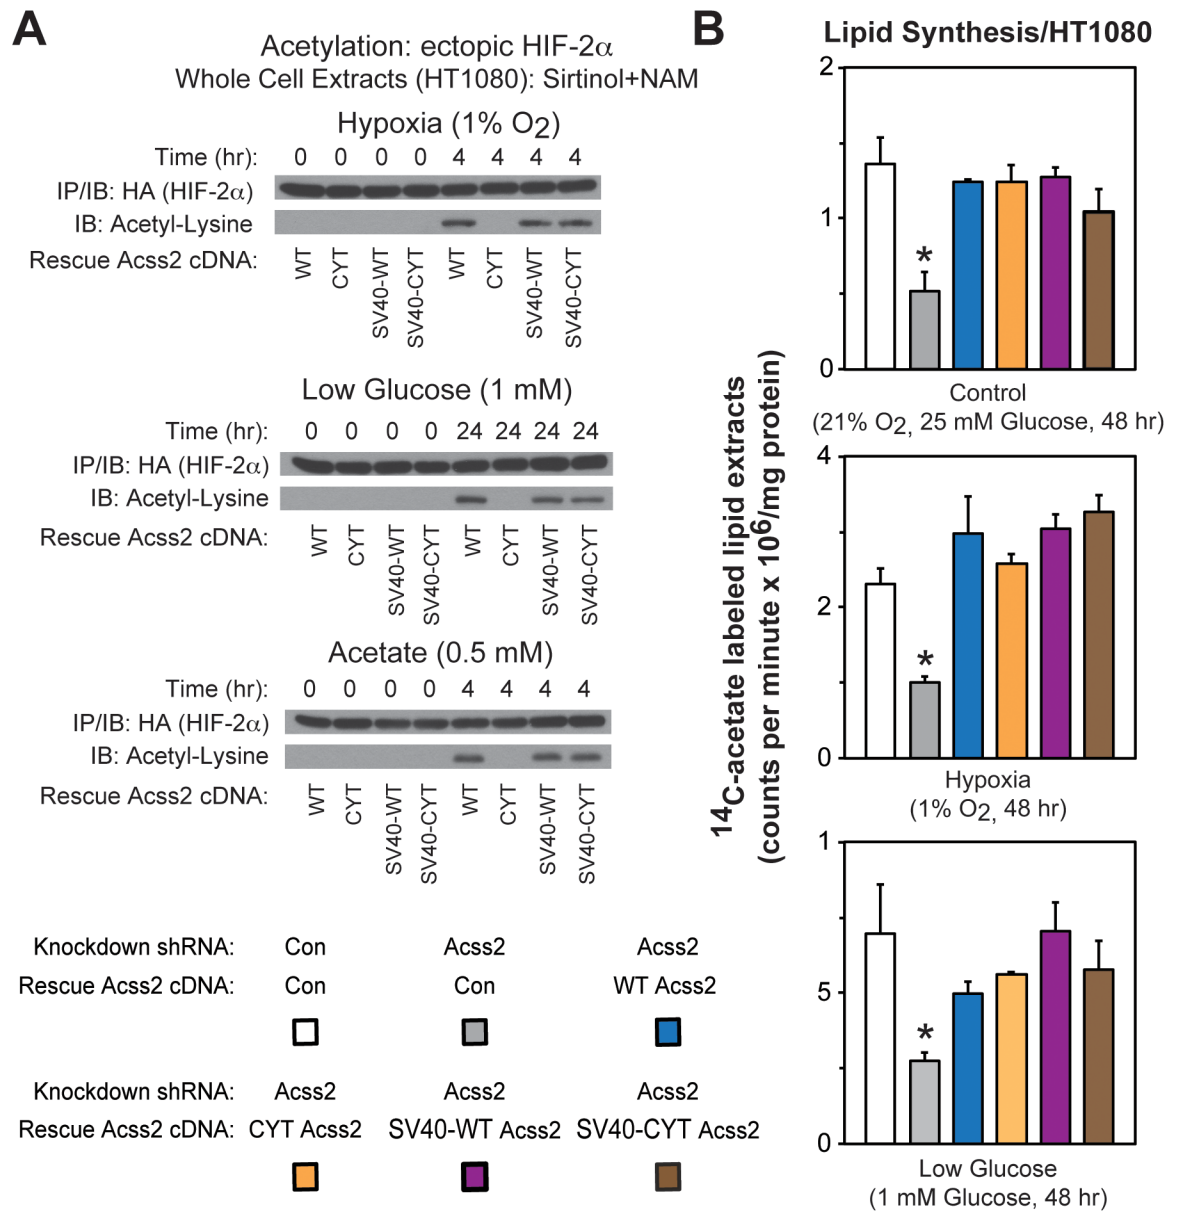 A
Acetylation: ectopic HIF-2α
Whole Cell Extracts (HT1080): Sirtinol+NAM
Hypoxia (1% O2)
Time (hr): 0 0 0 0 4 4 4 4
IP/IB: HA (HIF-2α)
IB: Acetyl-Lysine
Rescue Acss2 cDNA: WT CYT SV40-WT SV40-CYT WT CYT SV40-WT SV40-CYT
Low Glucose (1 mM)
Time (hr): 0 0 0 0 24 24 24 24
IP/IB: HA (HIF-2α)
IB: Acetyl-Lysine
Rescue Acss2 cDNA: WT CYT SV40-WT SV40-CYT WT CYT SV40-WT SV40-CYT
Acetate (0.5 mM)
Time (hr): 0 0 0 0 4 4 4 4
IP/IB: HA (HIF-2α)
IB: Acetyl-Lysine
Rescue Acss2 cDNA: WT CYT SV40-WT SV40-CYT WT CYT SV40-WT SV40-CYT
Knockdown shRNA: Con Acss2 Acss2
Rescue Acss2 cDNA: Con Con WT Acss2
Knockdown shRNA: Acss2 Acss2 Acss2
Rescue Acss2 cDNA: CYT Acss2 SV40-WT Acss2 SV40-CYT Acss2
B
Lipid Synthesis/HT1080
14C-acetate labeled lipid extracts
(counts per minute x 10^6/mg protein)
2
1
0
*
Control
(21% O2, 25 mM Glucose, 48 hr)
4
2
0
*
Hypoxia
(1% O2, 48 hr)
1
5
0
*
Low Glucose
(1 mM Glucose, 48 hr)